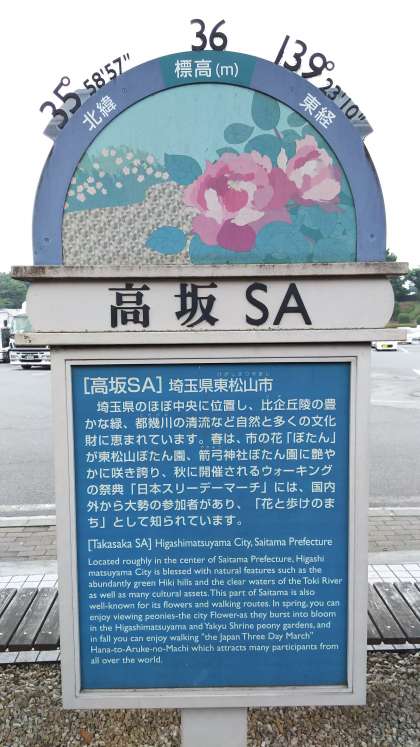 36
標高(m)
35°58'57"
北緯
139°23'10"
東経
高坂SA
[高坂SA] 埼玉県東松山市
ひがしまつやまし
埼玉県のほぼ中央に位置し、比企丘陵の豊
かな緑、都幾川の清流など自然と多くの文化
財に恵まれています。春は、市の花「ぼたん」
が東松山ぼたん園、箭弓神社ぼたん園に艶や
かに咲き誇り、秋に開催されるウォーキング
の祭典「日本スリーデーマーチ」には、国内
外から大勢の参加者があり、「花と歩けのま
ち」として知られています。
[Takasaka SA] Higashimatsuyama City, Saitama Prefecture
Located roughly in the center of Saitama Prefecture, Higashi
matsuyama City is blessed with natural features such as the
abundantly green Hiki hills and the clear waters of the Toki River
as well as many cultural assets. This part of Saitama is also
well-known for its flowers and walking routes. In spring, you can
enjoy viewing peonies-the city Flower-as they burst into bloom
in the Higashimatsuyama and Yakyu Shrine peony gardens, and
in fall you can enjoy walking "the Japan Three Day March"
Hana-to-Aruke-no-Machi which attracts many participants from
all over the world.